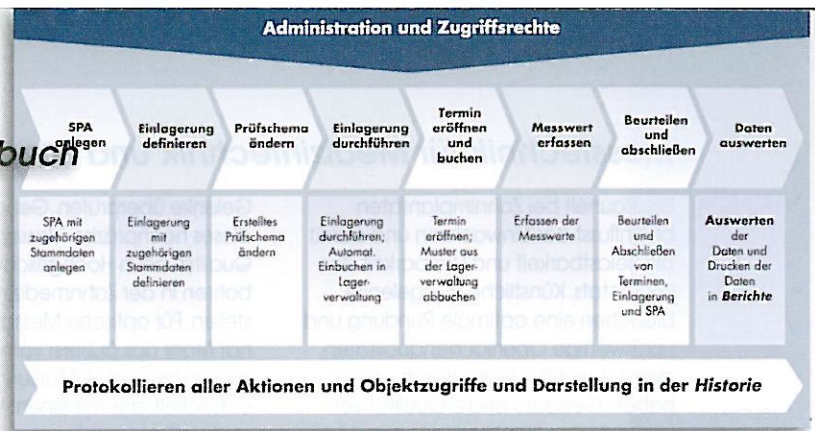 Administration und Zugriffsrechte
SPA
anlegen
Einlagerung
definieren
Prüfschema
ändern
Einlagerung
durchführen
Termin
eröffnen
und
buchen
Messwert
erfassen
Beurteilen
und
abschließen
Daten
auswerten
buch
SPA mit
zugehörigen
Stammdaten
anlegen
Einlagerung
mit
zugehörigen
Stammdaten
definieren
Erstelltes
Prüfschema
ändern
Einlagerung
durchführen;
Automat.
Einbuchen in
Lager-
verwaltung
Termin
eröffnen;
Muster aus
der Lager-
verwaltung
abbuchen
Erfassen der
Messwerte
Beurteilen
und
Abschließen
von
Terminen,
Einlagerung
und SPA
Auswerten
der
Daten und
Drucken der
Daten
in Berichte
Protokollieren aller Aktionen und Objektzugriffe und Darstellung in der Historie